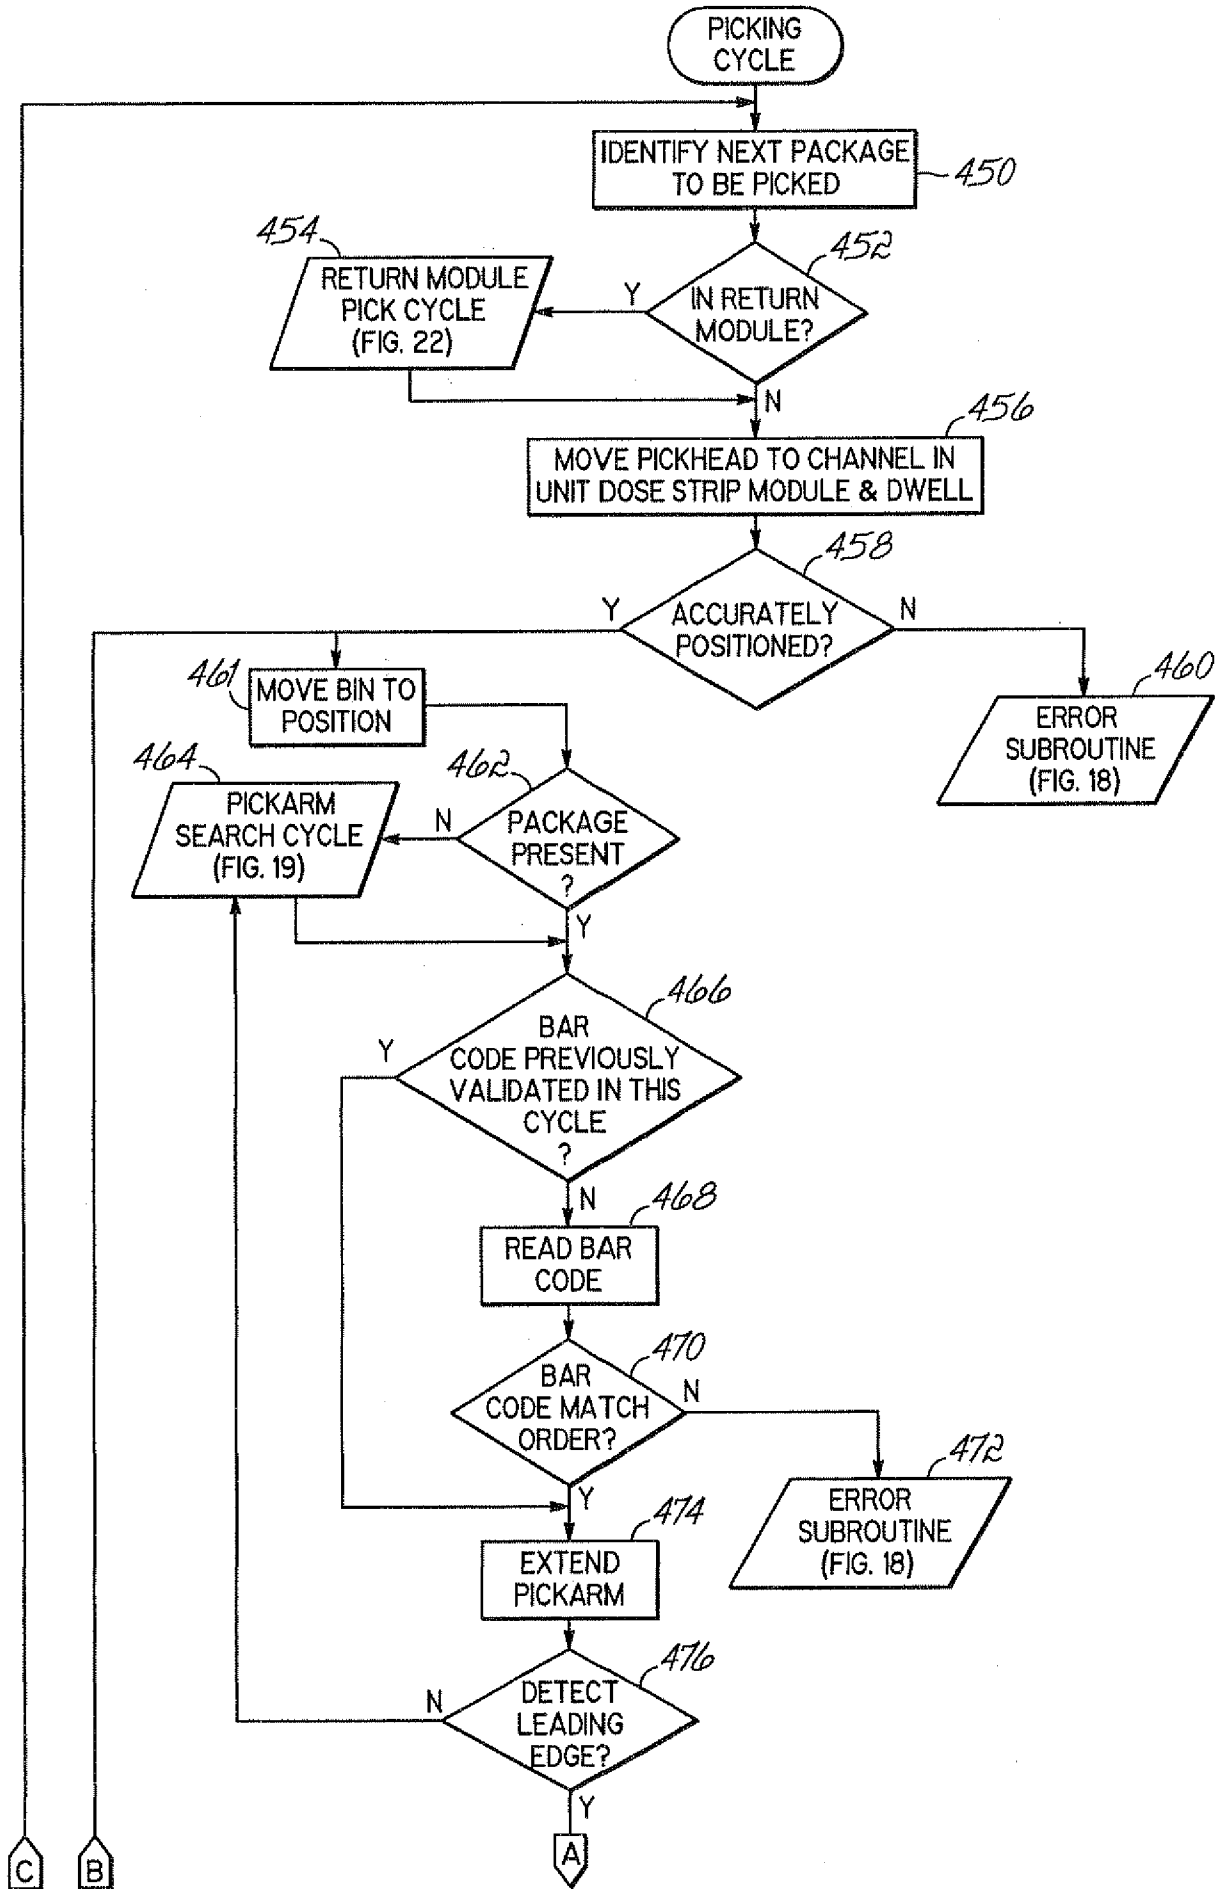 PICKING
CYCLE
IDENTIFY NEXT PACKAGE
TO BE PICKED
450
452
IN RETURN
MODULE?
Y
N
454
RETURN MODULE
PICK CYCLE
(FIG. 22)
456
MOVE PICKHEAD TO CHANNEL IN
UNIT DOSE STRIP MODULE & DWELL
458
ACCURATELY
POSITIONED?
Y
N
460
ERROR
SUBROUTINE
(FIG. 18)
461
MOVE BIN TO
POSITION
462
PACKAGE
PRESENT
?
N
Y
464
PICKARM
SEARCH CYCLE
(FIG. 19)
466
BAR
CODE PREVIOUSLY
VALIDATED IN THIS
CYCLE
?
Y
N
468
READ BAR
CODE
470
BAR
CODE MATCH
ORDER?
N
Y
472
ERROR
SUBROUTINE
(FIG. 18)
474
EXTEND
PICKARM
476
DETECT
LEADING
EDGE?
N
Y
C
B
A